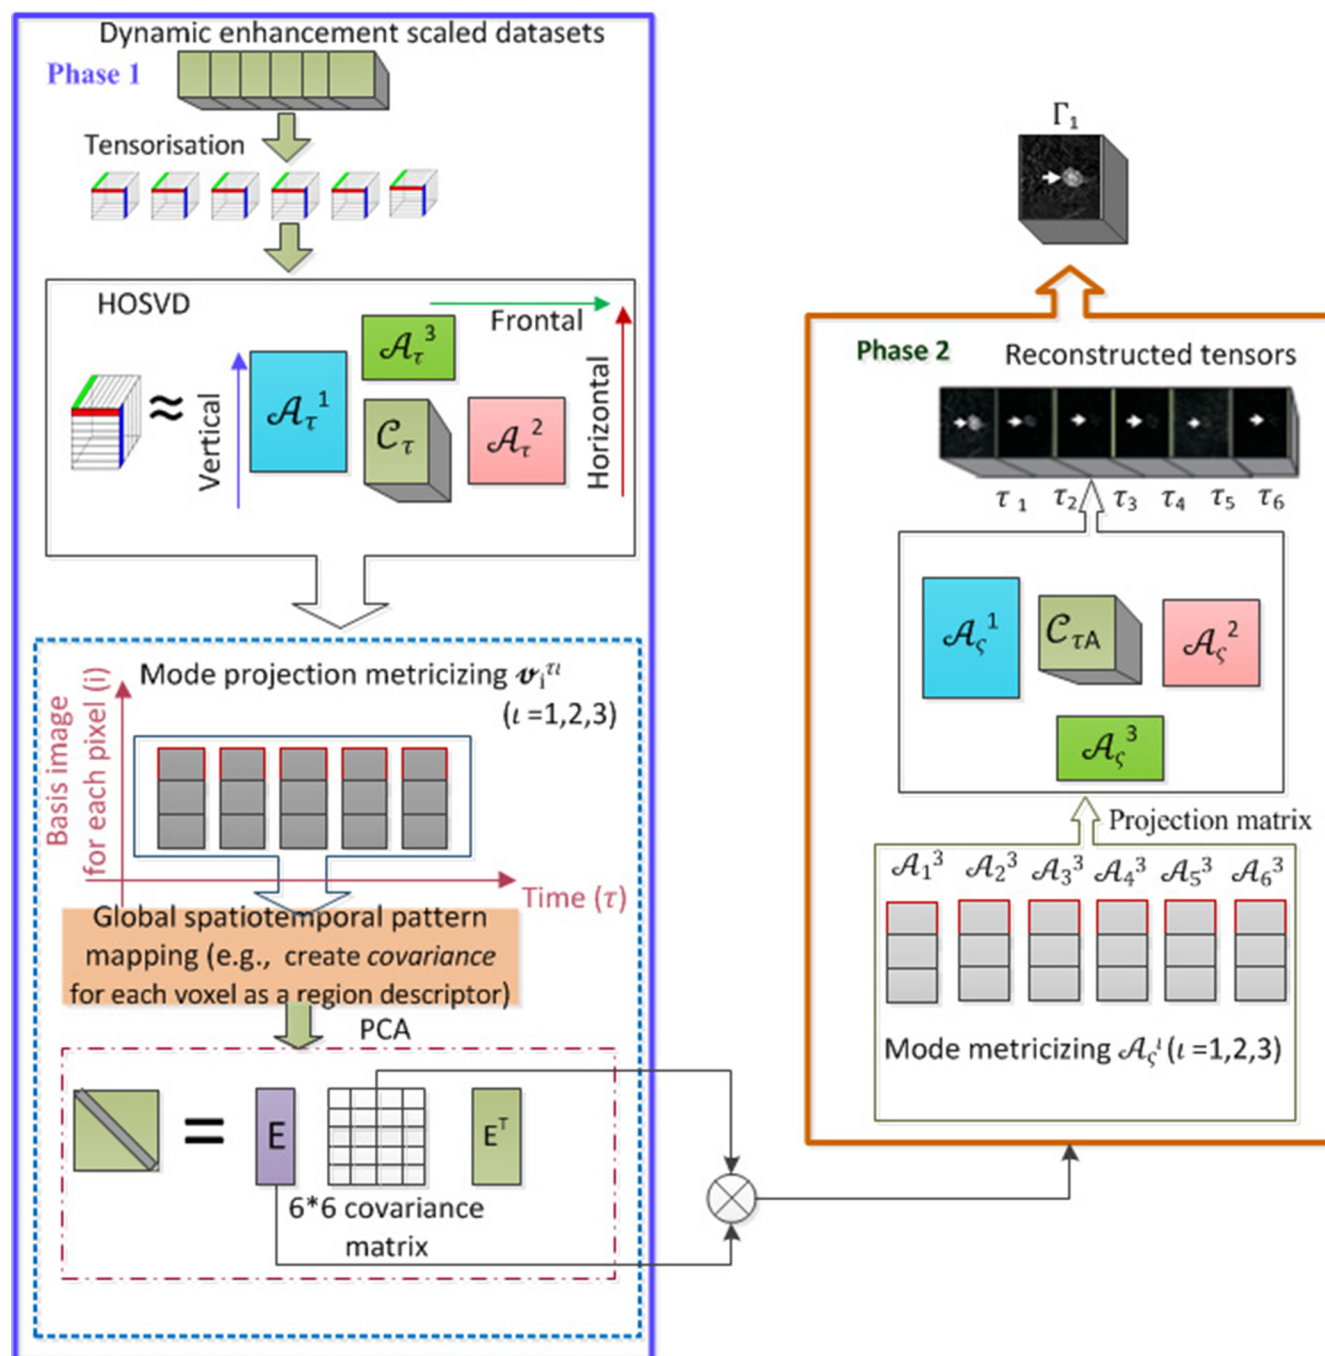 Dynamic enhancement scaled datasets
Phase 1
Tensorisation
HOSVD
Frontal
Vertical
Horizontal
≈
𝒜τ¹
𝒜τ³
𝒞τ
𝒜τ²
Mode projection metricizing 𝒗ᵢ^τι
(ι =1,2,3)
Basis image
for each pixel (i)
Time (τ)
Global spatiotemporal pattern
mapping (e.g., create covariance
for each voxel as a region descriptor)
PCA
=
E
Eᵀ
6*6 covariance
matrix
Γ₁
Phase 2
Reconstructed tensors
τ₁ τ₂ τ₃ τ₄ τ₅ τ₆
𝒜ς¹
𝒞τA
𝒜ς²
𝒜ς³
Projection matrix
𝒜₁³ 𝒜₂³ 𝒜₃³ 𝒜₄³ 𝒜₅³ 𝒜₆³
Mode metricizing 𝒜ς^ι (ι =1,2,3)